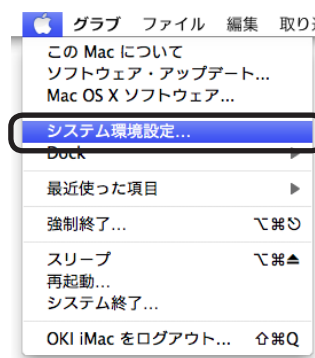 グラブ ファイル 編集 取り
この Mac について
ソフトウェア・アップデート...
Mac OS X ソフトウェア...
システム環境設定...
Dock
最近使った項目
強制終了... ⌥⌘⎋
スリープ ⌥⌘⏏
再起動...
システム終了...
OKI iMac をログアウト... ⇧⌘Q